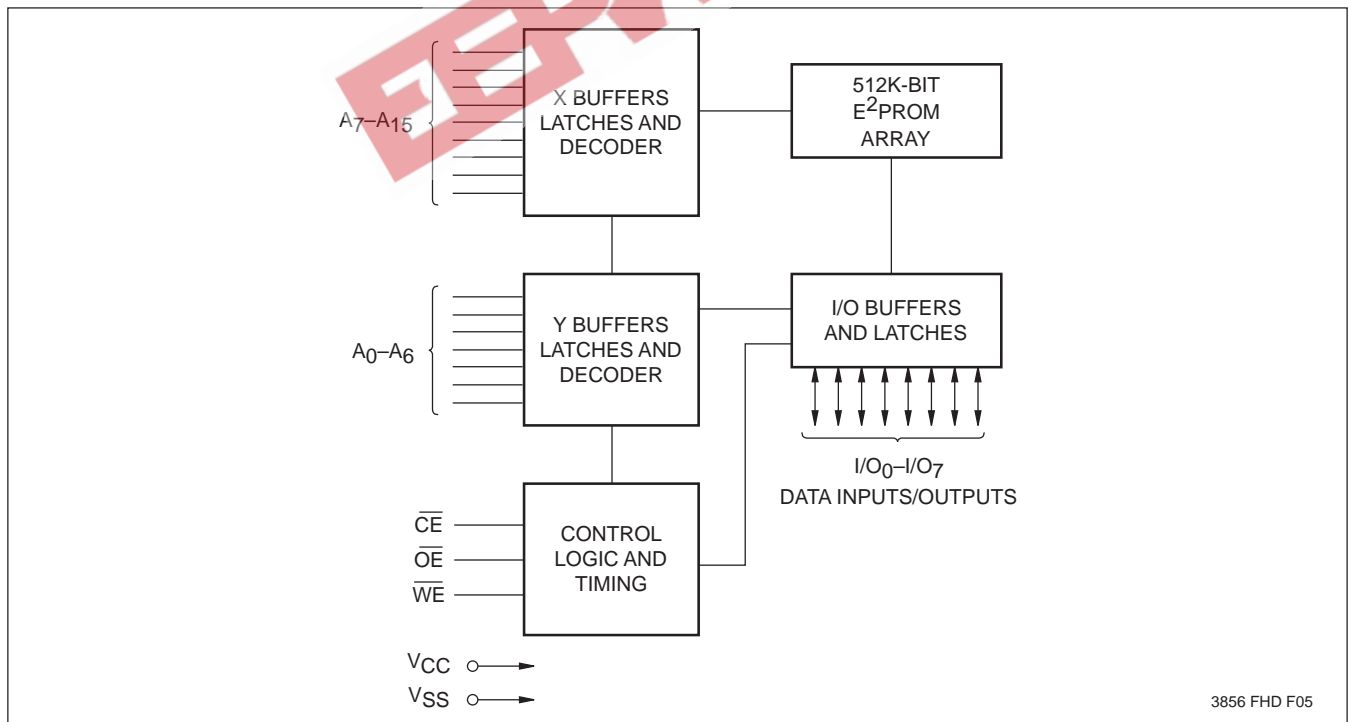 A7–A15
X BUFFERS
LATCHES AND
DECODER
512K-BIT
E2PROM
ARRAY
A0–A6
Y BUFFERS
LATCHES AND
DECODER
I/O BUFFERS
AND LATCHES
I/O0–I/O7
DATA INPUTS/OUTPUTS
CE
OE
WE
CONTROL
LOGIC AND
TIMING
VCC
VSS
3856 FHD F05